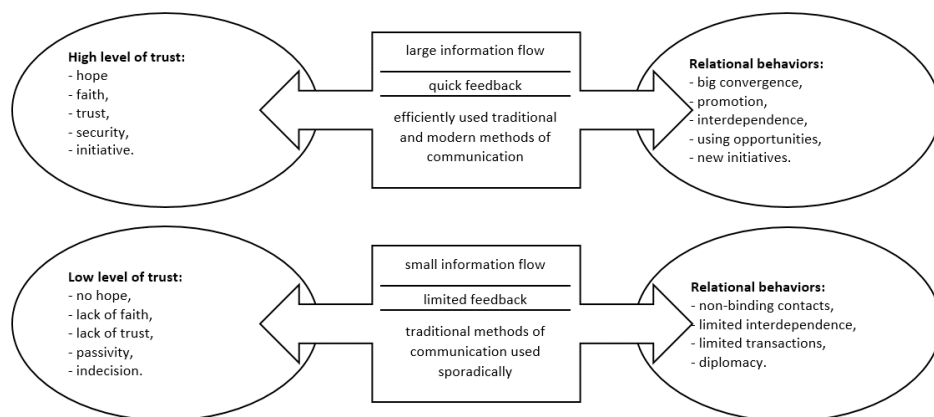 High level of trust:
- hope
- faith,
- trust,
- security,
- initiative.
large information flow
quick feedback
efficiently used traditional
and modern methods of
communication
Relational behaviors:
- big convergence,
- promotion,
- interdependence,
- using opportunities,
- new initiatives.
Low level of trust:
- no hope,
- lack of faith,
- lack of trust,
- passivity,
- indecision.
small information flow
limited feedback
traditional methods of
communication used
sporadically
Relational behaviors:
- non-binding contacts,
- limited interdependence,
- limited transactions,
- diplomacy.